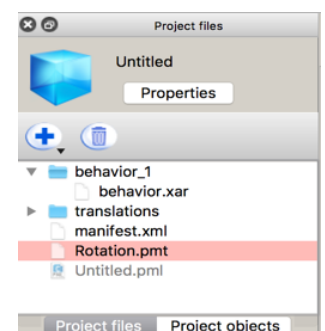 Project files
Untitled
Properties
behavior_1
behavior.xar
translations
manifest.xml
Rotation.pmt
Untitled.pml
Project files Project objects